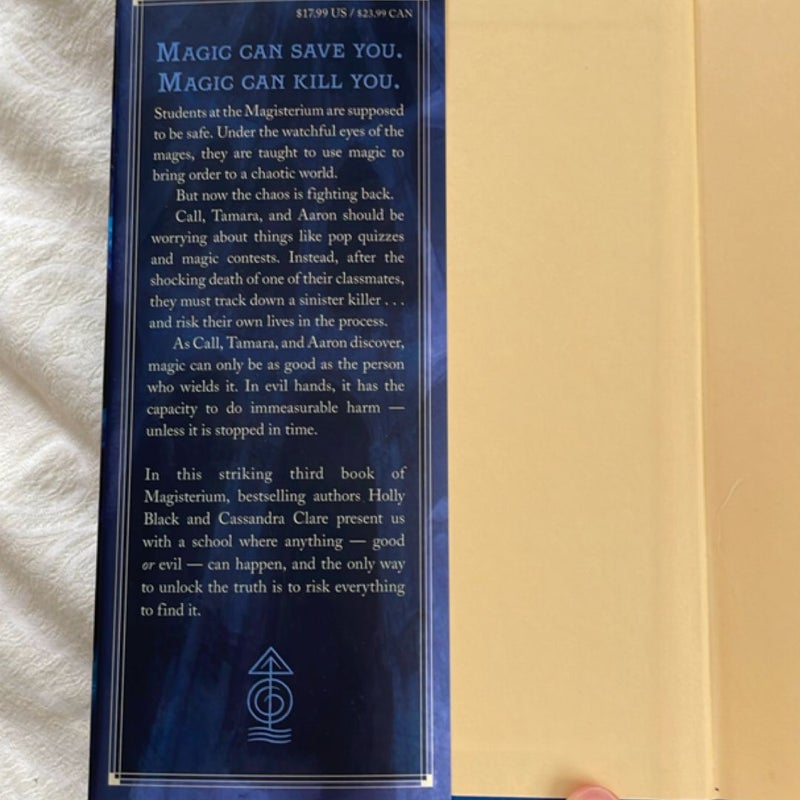 $17.99 US / $23.99 CAN
MAGIC CAN SAVE YOU.
MAGIC CAN KILL YOU.
Students at the Magisterium are supposed
to be safe. Under the watchful eyes of the
mages, they are taught to use magic to
bring order to a chaotic world.
But now the chaos is fighting back.
Call, Tamara, and Aaron should be
worrying about things like pop quizzes
and magic contests. Instead, after the
shocking death of one of their classmates,
they must track down a sinister killer . . .
and risk their own lives in the process.
As Call, Tamara, and Aaron discover,
magic can only be as good as the person
who wields it. In evil hands, it has the
capacity to do immeasurable harm —
unless it is stopped in time.
In this striking third book of
Magisterium, bestselling authors Holly
Black and Cassandra Clare present us
with a school where anything — good
or evil — can happen, and the only way
to unlock the truth is to risk everything
to find it.